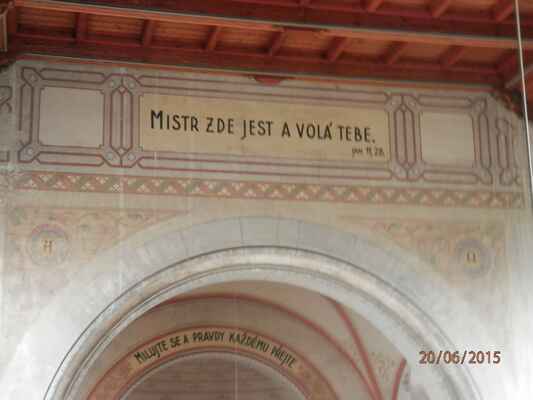 MISTR ZDE JEST A VOLÁ TEBE.
JAN 11, 28.
Α
Ω
MILUJTE SE A PRAVDY KAŽDÉMU PŘEJTE
20/06/2015